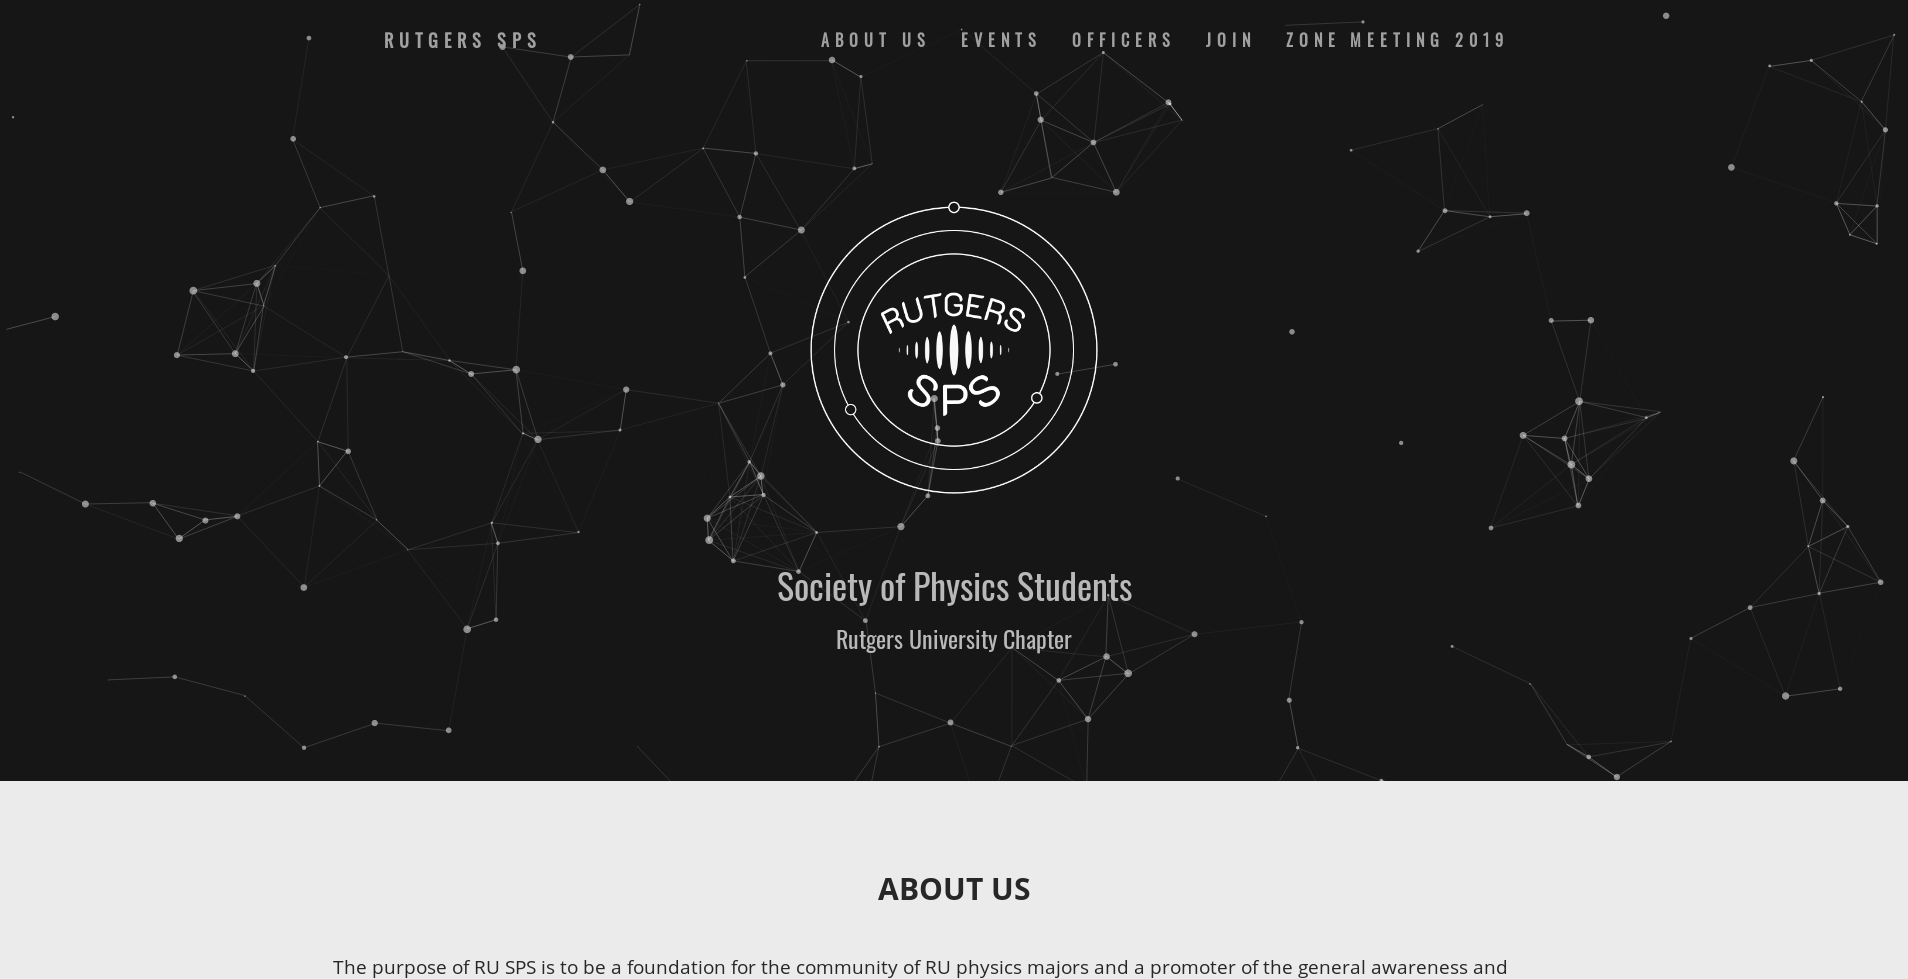 RUTGERS SPS
ABOUT US EVENTS OFFICERS JOIN ZONE MEETING 2019
RUTGERS
SPS
Society of Physics Students
Rutgers University Chapter
ABOUT US
The purpose of RU SPS is to be a foundation for the community of RU physics majors and a promoter of the general awareness and